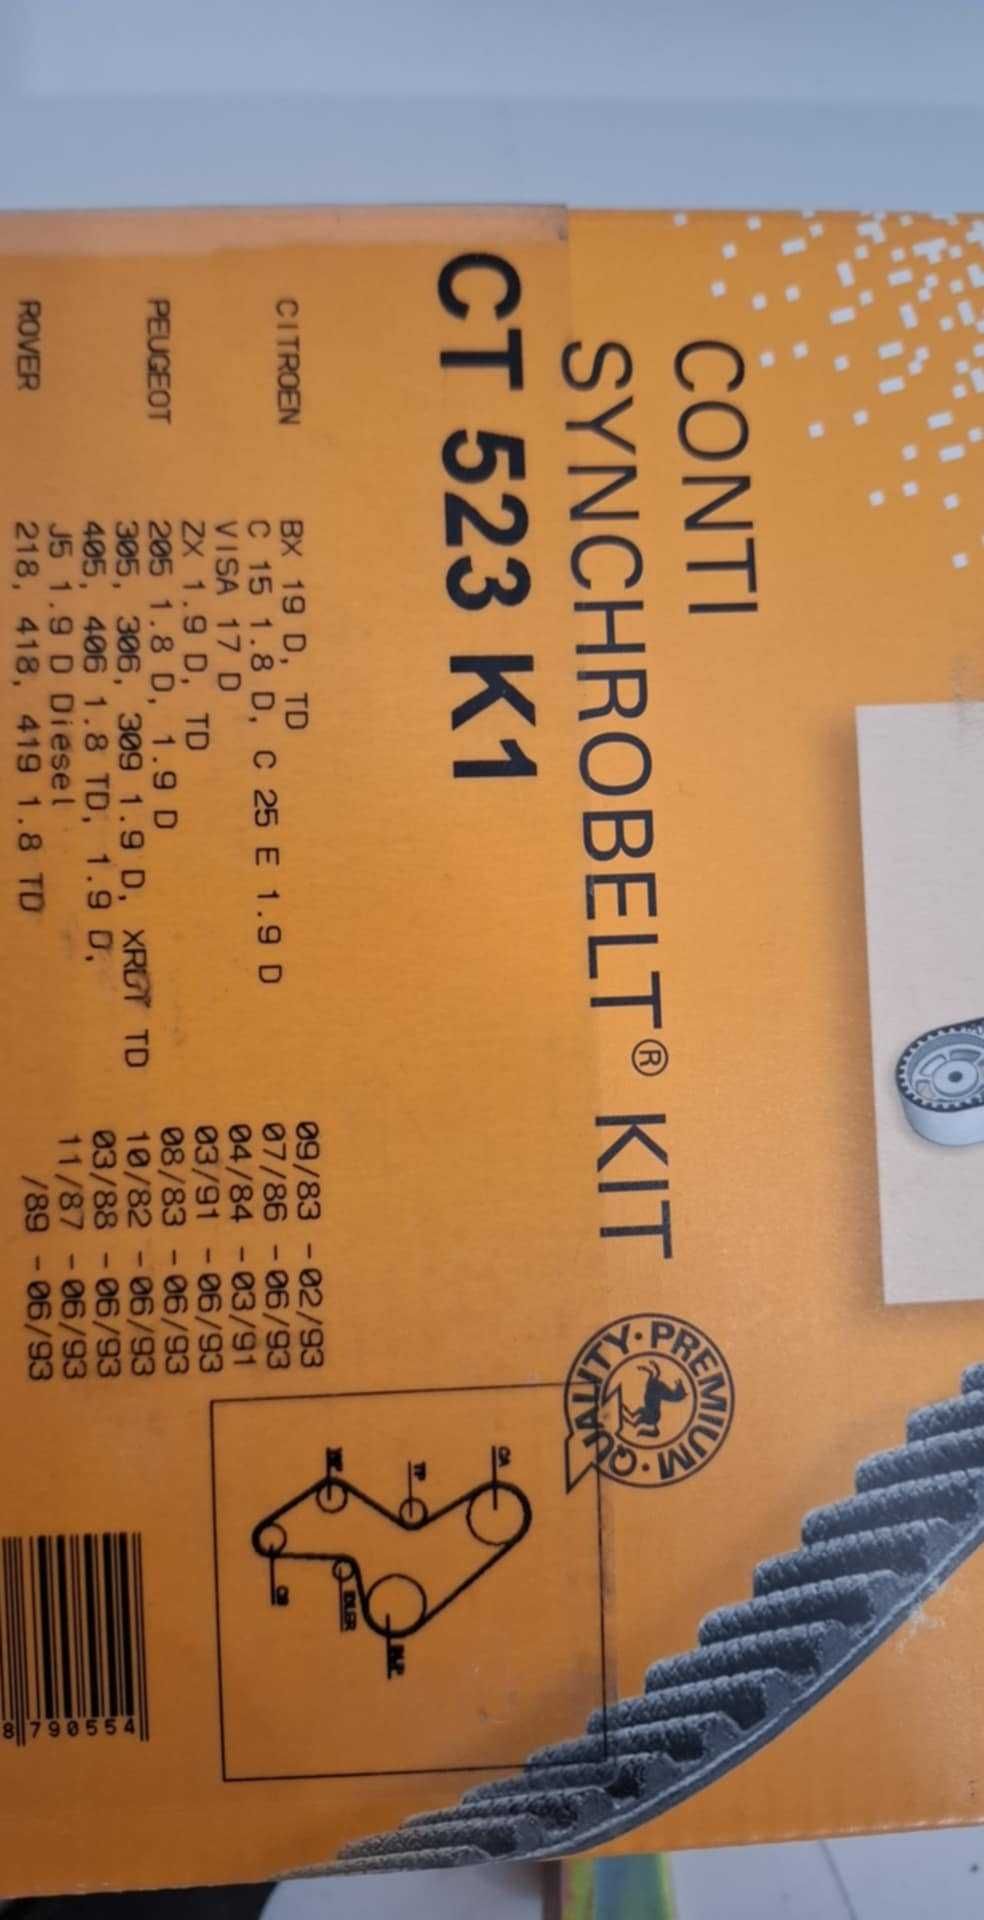 CONTI
SYNCHROBELT® KIT
PREMIUM · QUALITY ·
CT 523 K1
CITROEN BX 19 D, TD 09/83 -02/93
C 15 1.8 D, C 25 E 1.9 D 07/86 -06/93
VISA 17 D 04/84 -03/91
ZX 1.9 D, TD 03/91 -06/93
PEUGEOT 205 1.8 D, 1.9 D 08/83 -06/93
305, 306, 309 1.9 D, XRDT TD 10/82 -06/93
405, 406 1.8 TD, 1.9 D, 03/88 -06/93
J5 1.9 D Diesel 11/87 -06/93
ROVER 218, 418, 419 1.8 TD /89 -06/93
CA
TP
IDLER
CR
8 790554